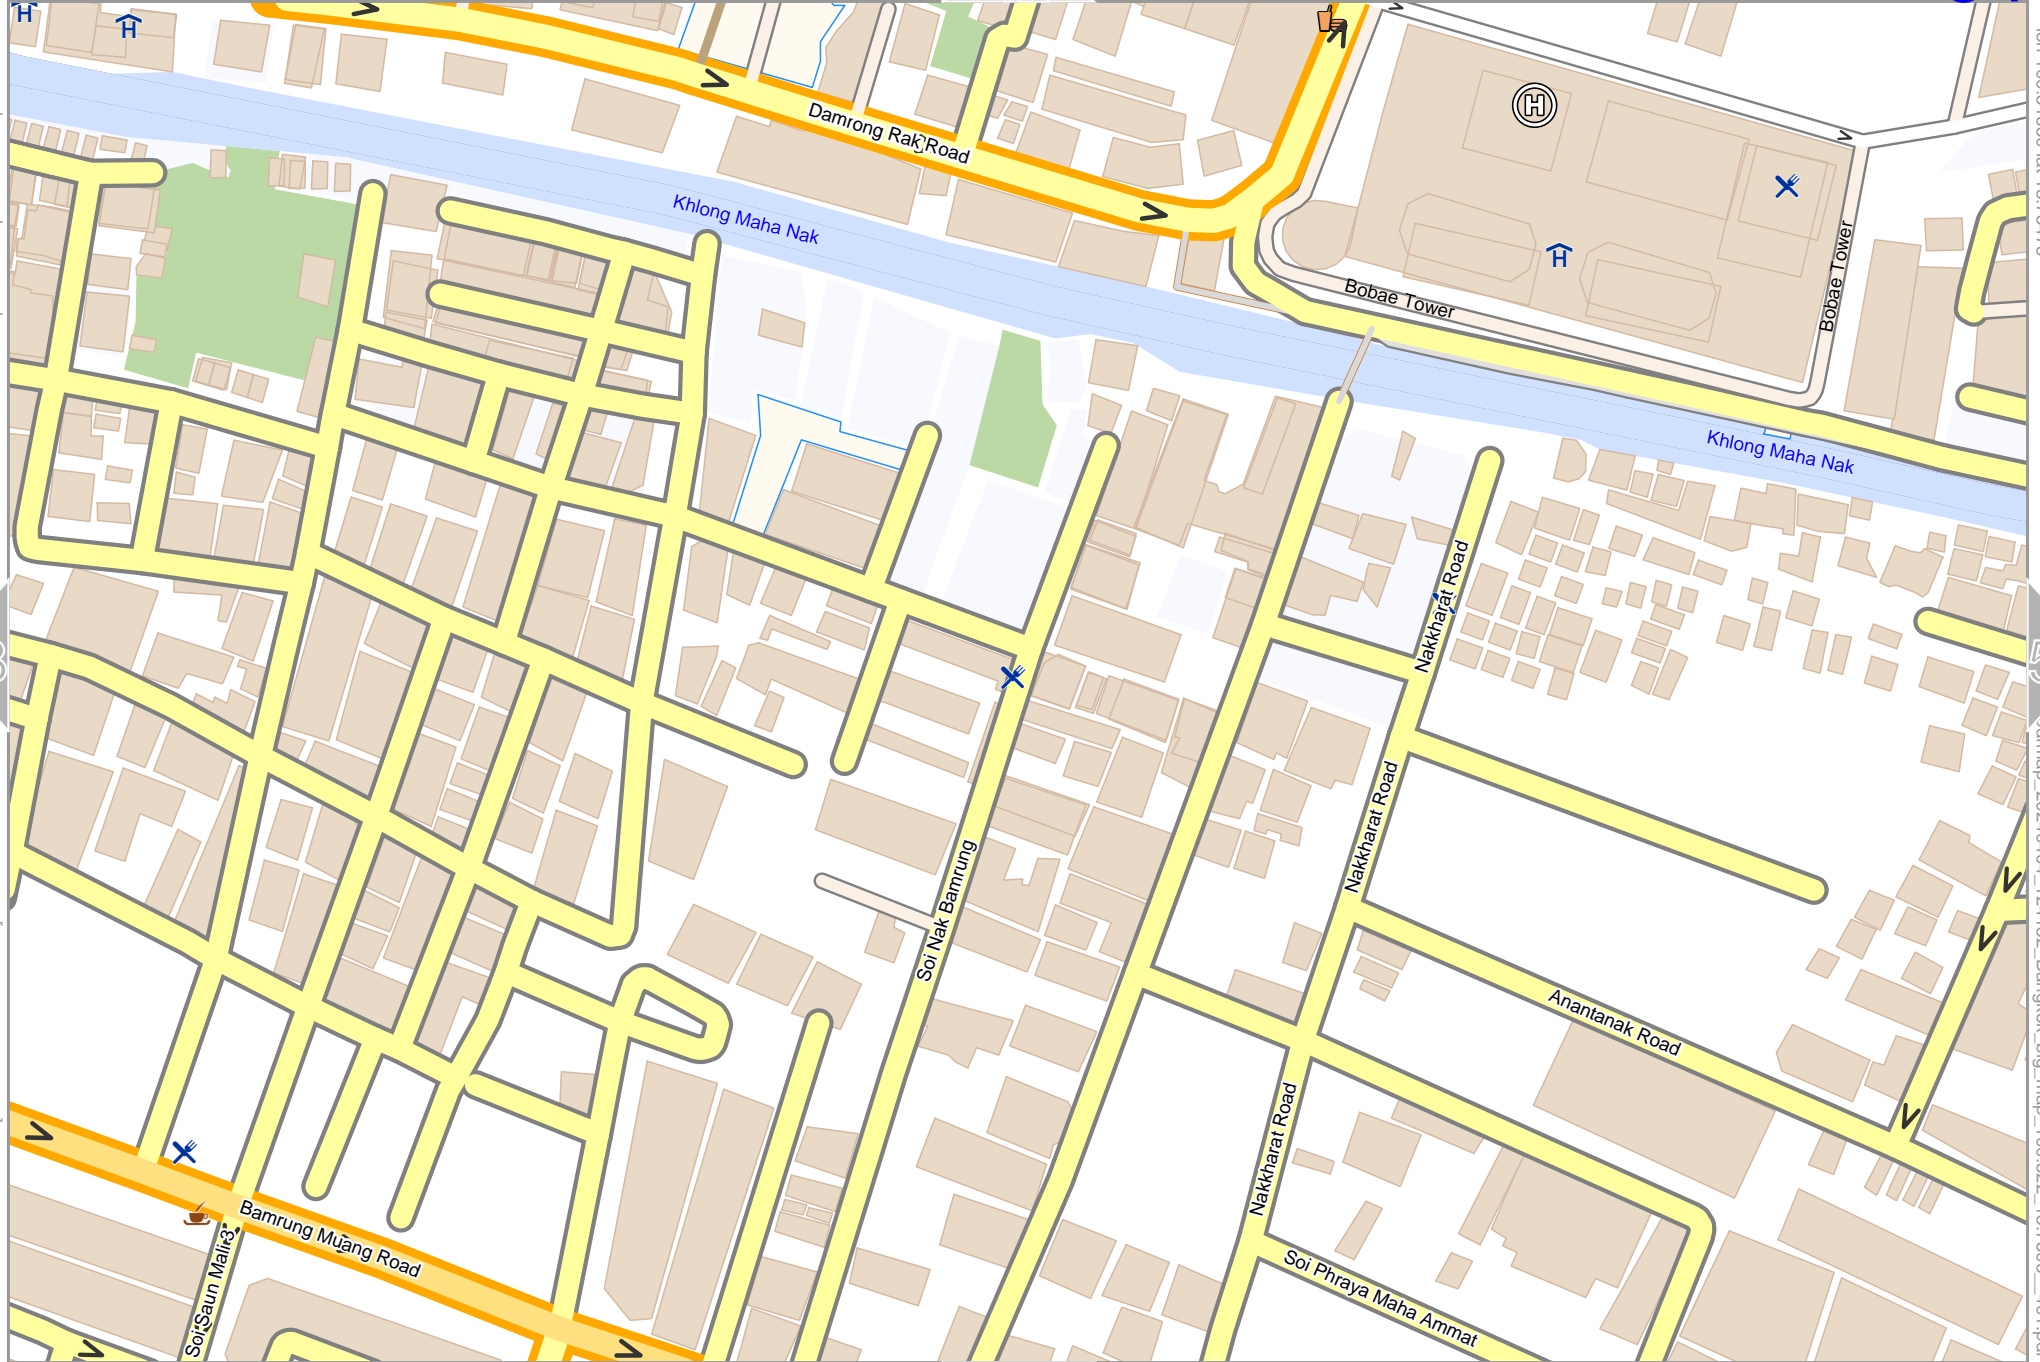 H
H
Damrong Rak Road
H
Khlong Maha Nak
H
Bobae Tower
Bobae Tower
Khlong Maha Nak
Nakkharat Road
Nakkharat Road
Soi Nak Bamrung
Anantanak Road
Nakkharat Road
Bamrung Muang Road
Soi Saun Mali 3
Soi Phraya Maha Ammat